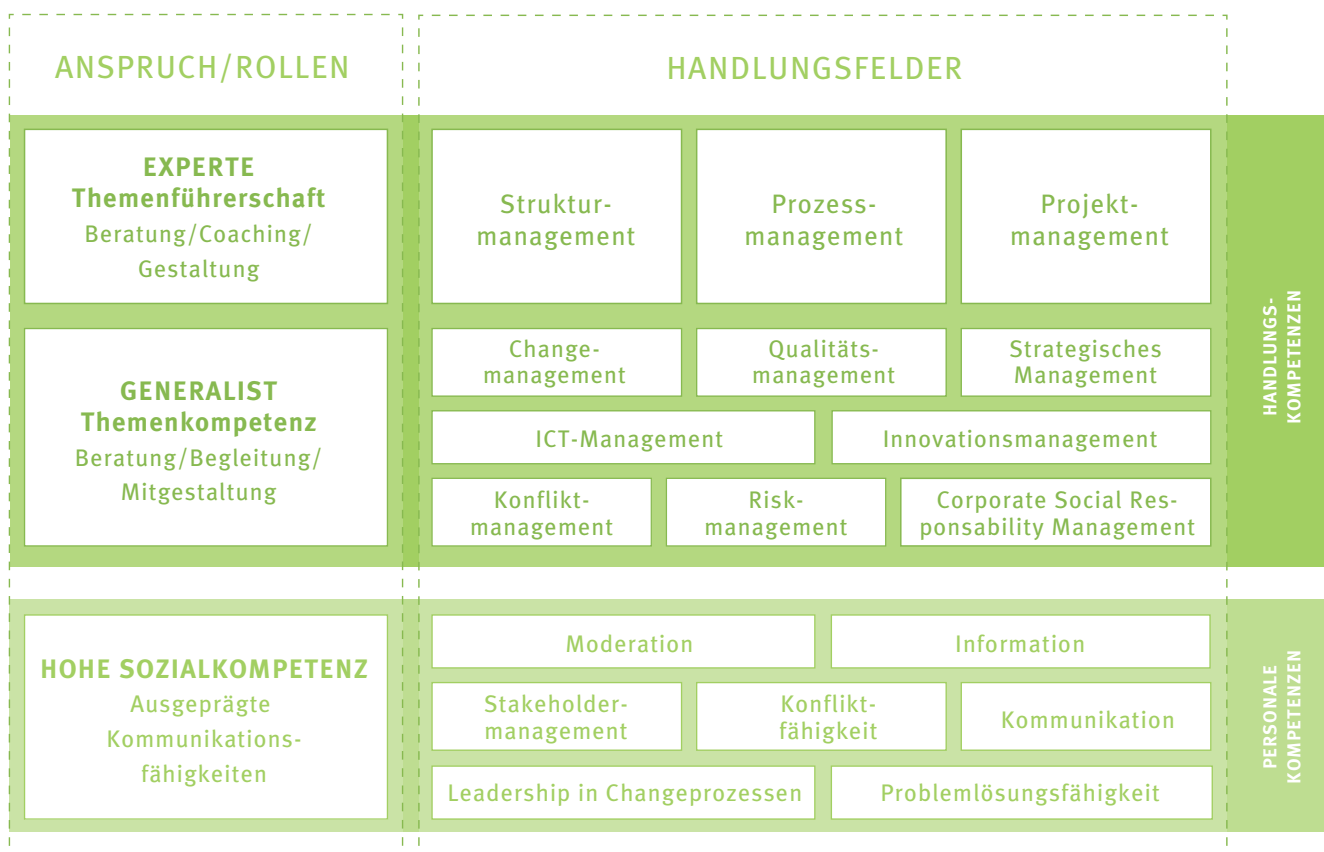 ANSPRUCH/ROLLEN
HANDLUNGSFELDER
EXPERTE
Themenführerschaft
Beratung/Coaching/
Gestaltung
Struktur-
management
Prozess-
management
Projekt-
management
GENERALIST
Themenkompetenz
Beratung/Begleitung/
Mitgestaltung
Change-
management
Qualitäts-
management
Strategisches
Management
ICT-Management
Innovationsmanagement
Konflikt-
management
Risk-
management
Corporate Social Res-
ponsability Management
HANDLUNGS-
KOMPETENZEN
HOHE SOZIALKOMPETENZ
Ausgeprägte
Kommunikations-
fähigkeiten
Moderation
Information
Stakeholder-
management
Konflikt-
fähigkeit
Kommunikation
Leadership in Changeprozessen
Problemlösungsfähigkeit
PERSONALE
KOMPETENZEN